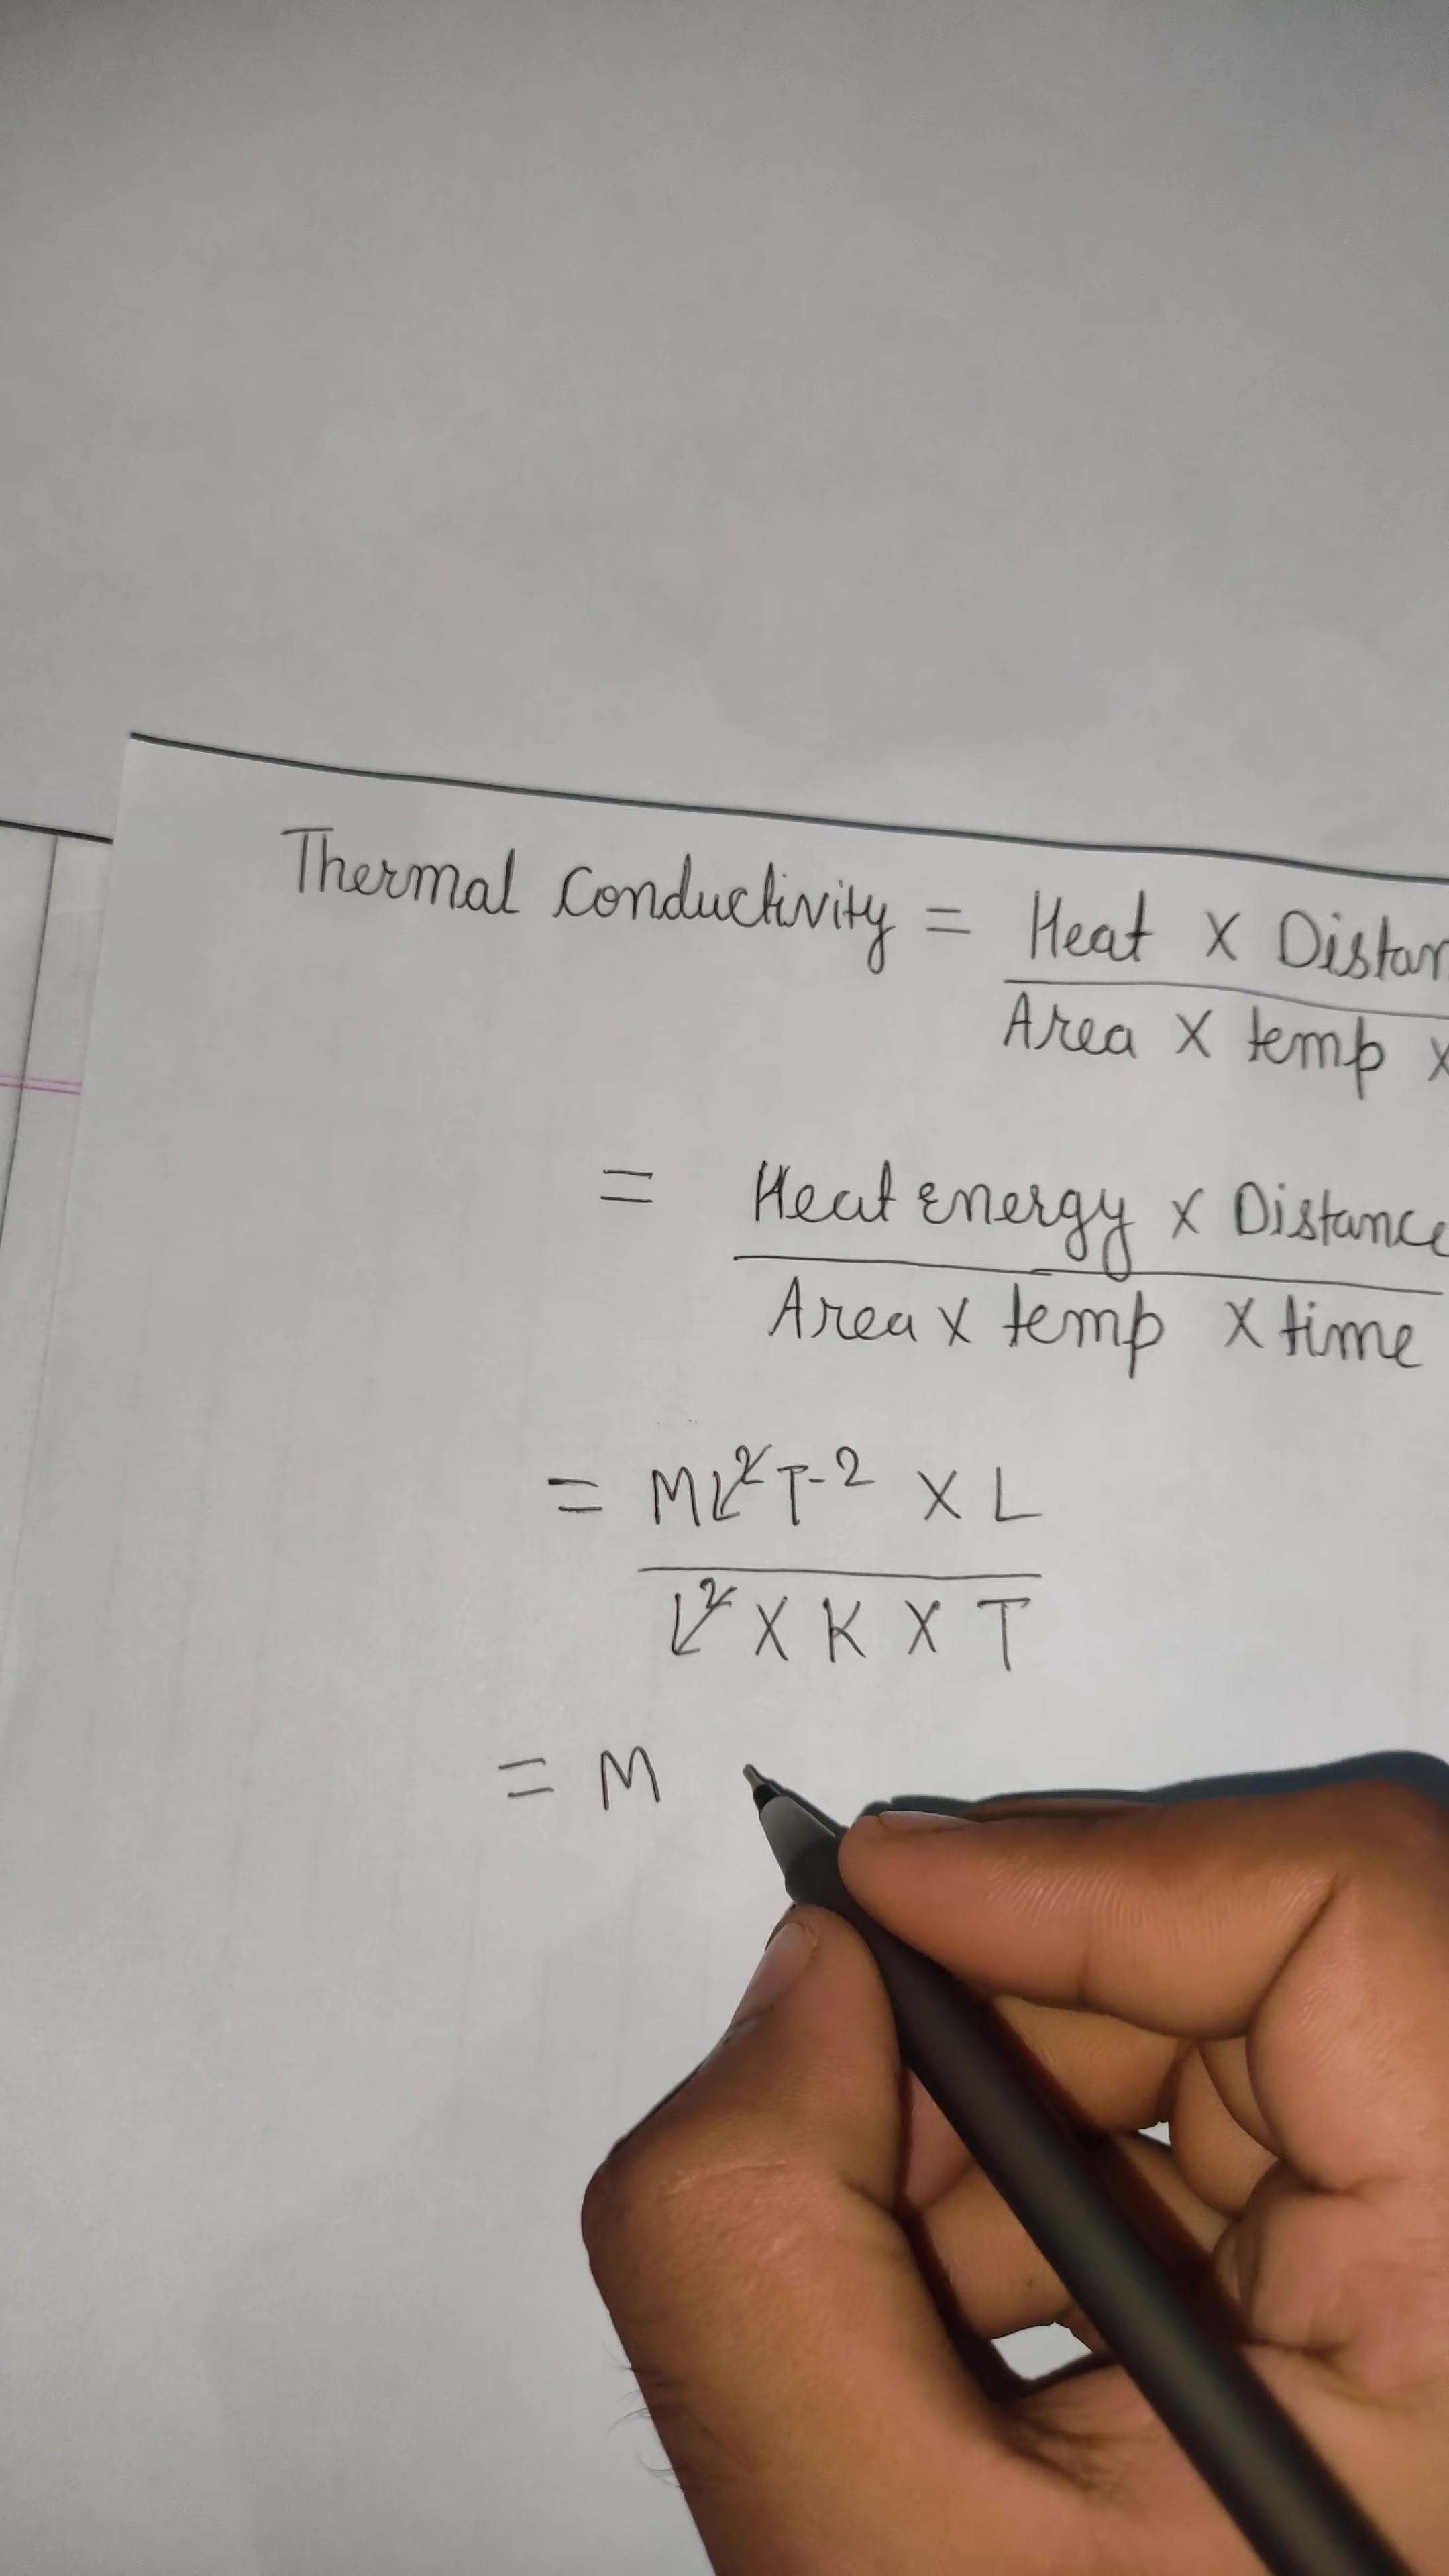 Thermal Conductivity = Heat X Distan
Area X temp X
= Heat energy x Distance
Area X temp X time
= ML²T-² X L
L² X K X T
= M